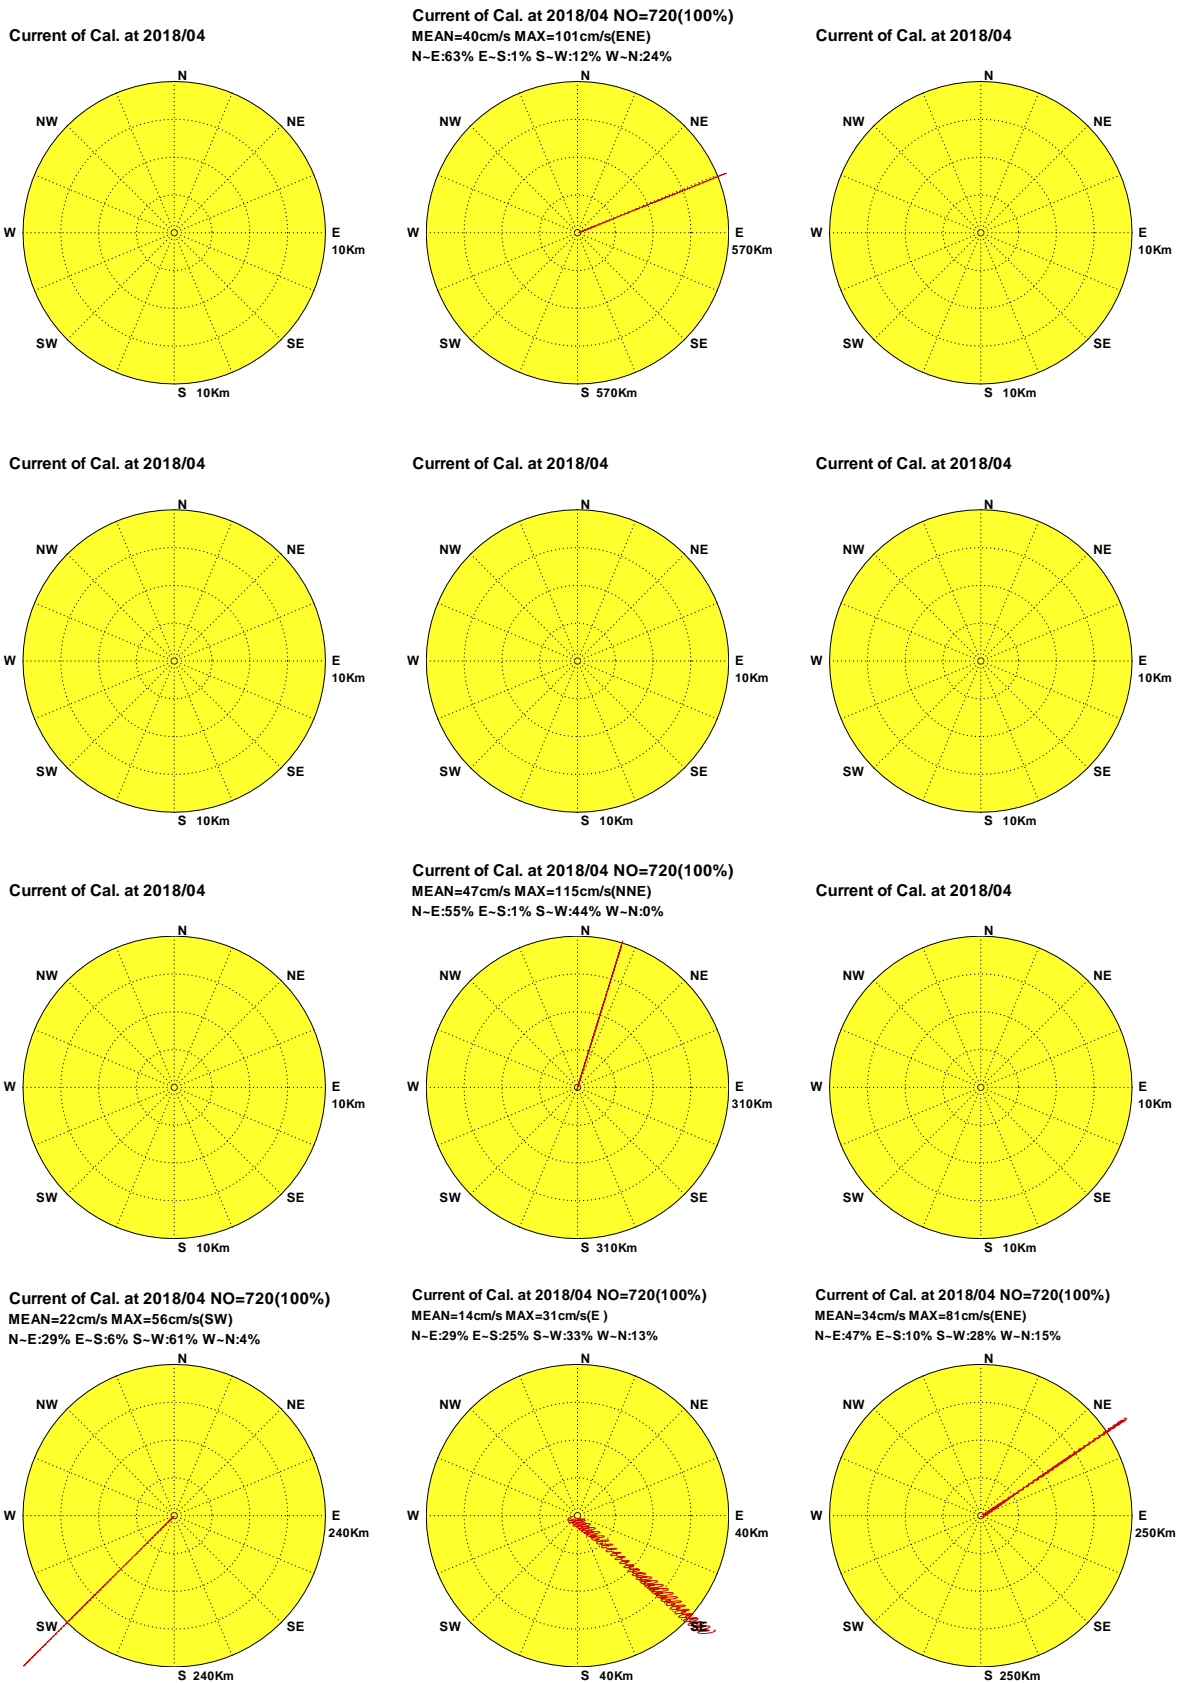 Current of Cal. at 2018/04
N
NW
NE
W
E
10Km
SW
SE
S 10Km
Current of Cal. at 2018/04 NO=720(100%)
MEAN=40cm/s MAX=101cm/s(ENE)
N~E:63% E~S:1% S~W:12% W~N:24%
N
NW
NE
W
E
570Km
SW
SE
S 570Km
Current of Cal. at 2018/04
N
NW
NE
W
E
10Km
SW
SE
S 10Km
Current of Cal. at 2018/04
N
NW
NE
W
E
10Km
SW
SE
S 10Km
Current of Cal. at 2018/04
N
NW
NE
W
E
10Km
SW
SE
S 10Km
Current of Cal. at 2018/04
N
NW
NE
W
E
10Km
SW
SE
S 10Km
Current of Cal. at 2018/04
N
NW
NE
W
E
10Km
SW
SE
S 10Km
Current of Cal. at 2018/04 NO=720(100%)
MEAN=47cm/s MAX=115cm/s(NNE)
N~E:55% E~S:1% S~W:44% W~N:0%
N
NW
NE
W
E
310Km
SW
SE
S 310Km
Current of Cal. at 2018/04
N
NW
NE
W
E
10Km
SW
SE
S 10Km
Current of Cal. at 2018/04 NO=720(100%)
MEAN=22cm/s MAX=56cm/s(SW)
N~E:29% E~S:6% S~W:61% W~N:4%
N
NW
NE
W
E
240Km
SW
SE
S 240Km
Current of Cal. at 2018/04 NO=720(100%)
MEAN=14cm/s MAX=31cm/s(E )
N~E:29% E~S:25% S~W:33% W~N:13%
N
NW
NE
W
E
40Km
SW
SE
S 40Km
Current of Cal. at 2018/04 NO=720(100%)
MEAN=34cm/s MAX=81cm/s(ENE)
N~E:47% E~S:10% S~W:28% W~N:15%
N
NW
NE
W
E
250Km
SW
SE
S 250Km